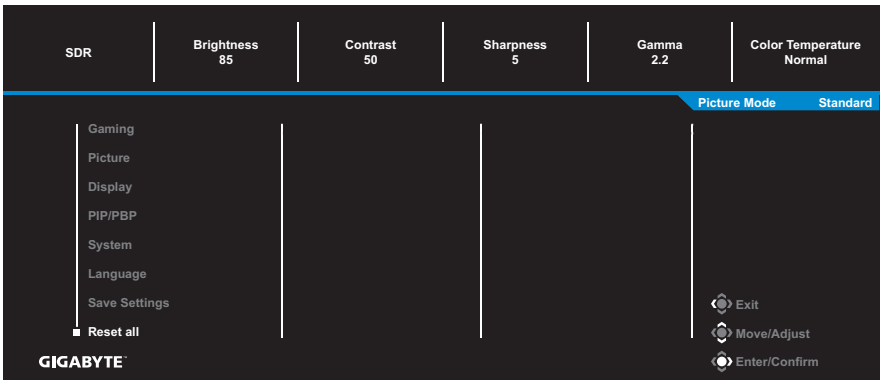 SDR
Brightness
85
Contrast
50
Sharpness
5
Gamma
2.2
Color Temperature
Normal
Picture Mode Standard
Gaming
Picture
Display
PIP/PBP
System
Language
Save Settings
Reset all
Exit
Move/Adjust
Enter/Confirm
GIGABYTE™